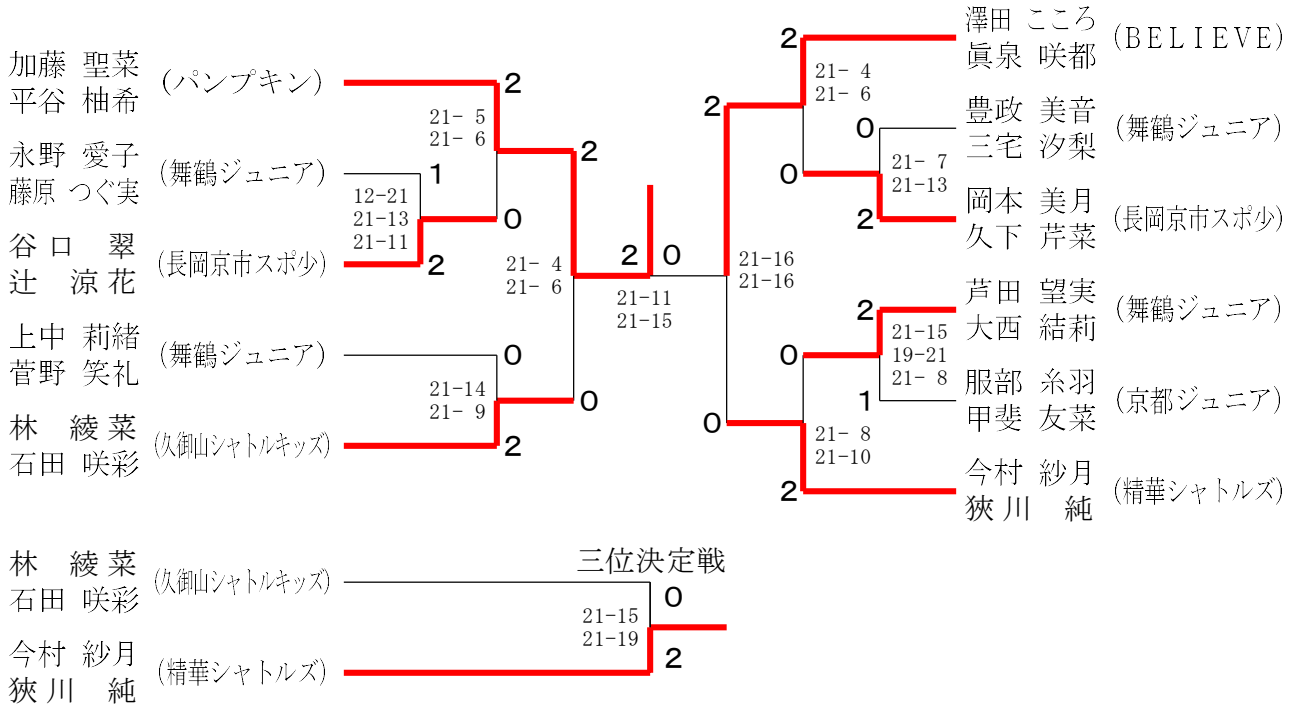 加藤 聖菜
平谷 柚希
(パンプキン)
2
21- 5
21- 6
永野 愛子
藤原 つぐ実
(舞鶴ジュニア)
1
12-21
21-13
21-11
0
谷口 翠
辻 涼花
(長岡京市スポ少)
2
2
21- 4
21- 6
上中 莉緒
菅野 笑礼
(舞鶴ジュニア)
0
21-14
21- 9
0
林 綾菜
石田 咲彩
(久御山シャトルキッズ)
2
2
0
21-11
21-15
澤田 こころ
眞泉 咲都
(BELIEVE)
2
21- 4
21- 6
2
豊政 美音
三宅 汐梨
(舞鶴ジュニア)
0
21- 7
21-13
0
岡本 美月
久下 芹菜
(長岡京市スポ少)
2
21-16
21-16
芦田 望実
大西 結莉
(舞鶴ジュニア)
2
21-15
19-21
21- 8
0
服部 糸羽
甲斐 友菜
(京都ジュニア)
1
0
21- 8
21-10
今村 紗月
狹川 純
(精華シャトルズ)
2
三位決定戦
林 綾菜
石田 咲彩
(久御山シャトルキッズ)
0
21-15
21-19
今村 紗月
狹川 純
(精華シャトルズ)
2